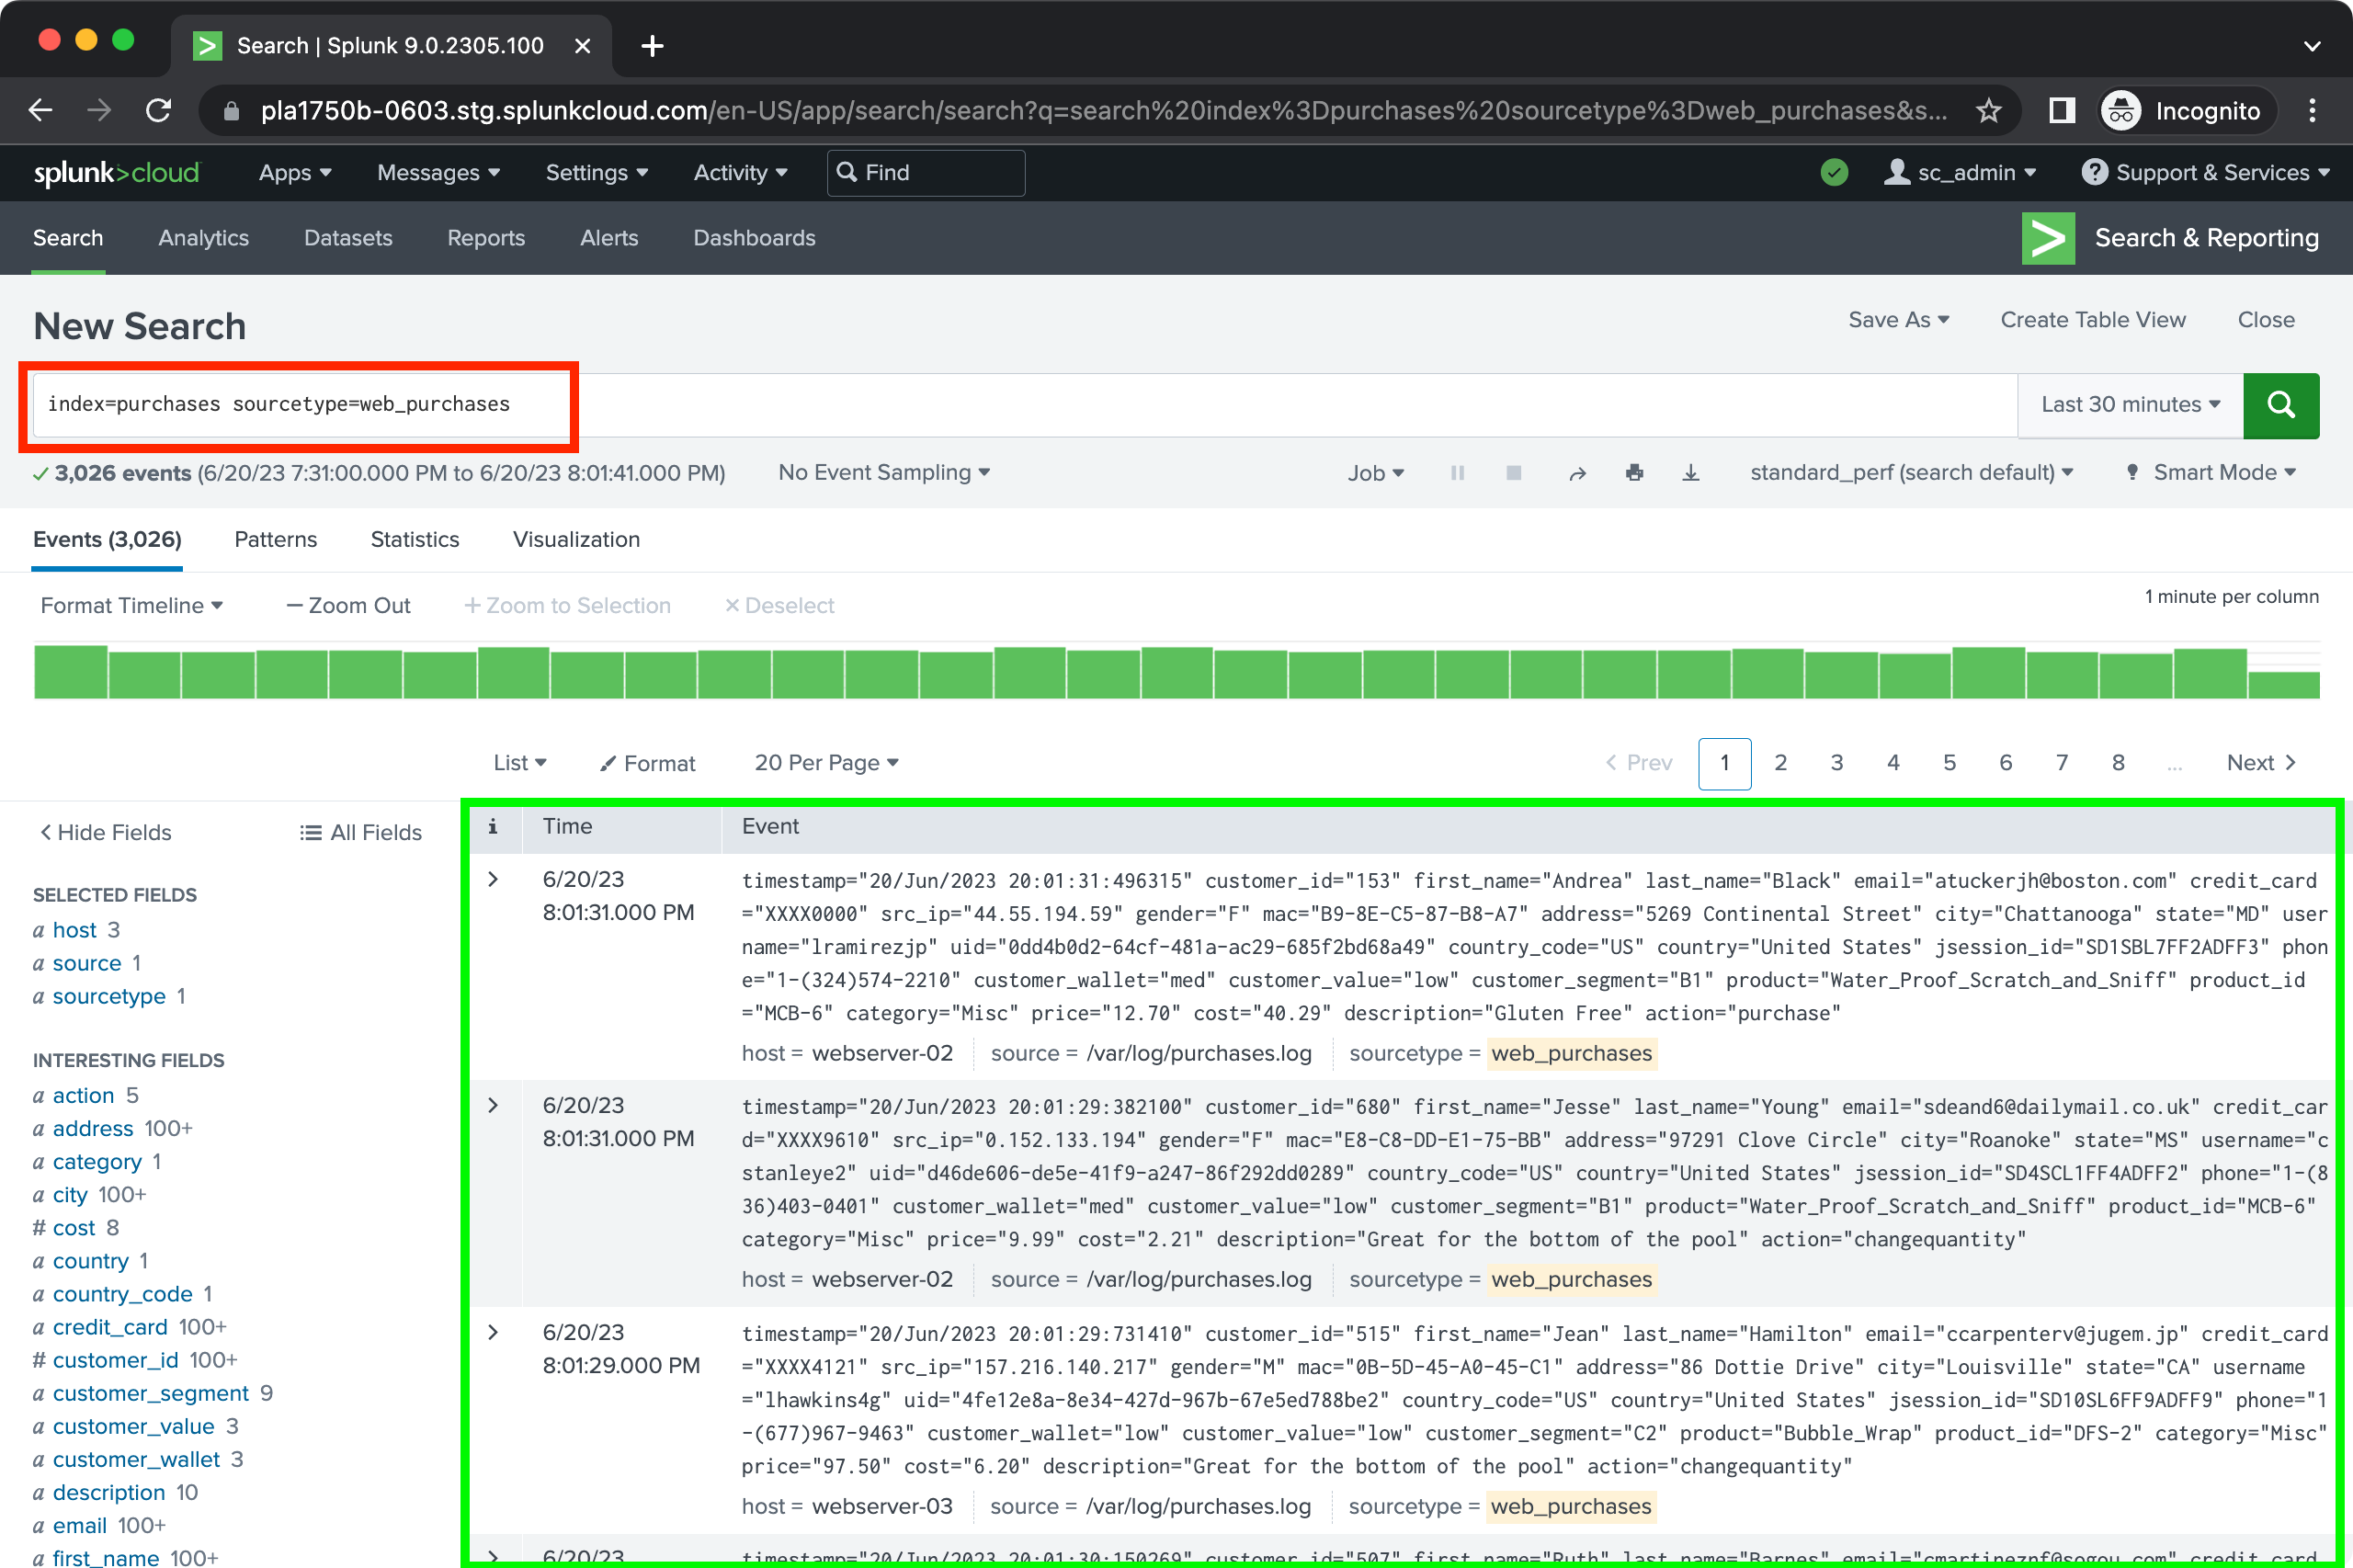 Search | Splunk 9.0.2305.100
pla1750b-0603.stg.splunkcloud.com/en-US/app/search/search?q=search%20index%3Dpurchases%20sourcetype%3Dweb_purchases&s...
Incognito
splunk>cloud Apps Messages Settings Activity Find sc_admin Support & Services
Search Analytics Datasets Reports Alerts Dashboards Search & Reporting
New Search
Save As Create Table View Close
index=purchases sourcetype=web_purchases
Last 30 minutes
3,026 events (6/20/23 7:31:00.000 PM to 6/20/23 8:01:41.000 PM) No Event Sampling Job standard_perf (search default) Smart Mode
Events (3,026) Patterns Statistics Visualization
Format Timeline — Zoom Out + Zoom to Selection × Deselect
1 minute per column
List Format 20 Per Page
< Prev 1 2 3 4 5 6 7 8 ... Next >
< Hide Fields All Fields
SELECTED FIELDS
a host 3
a source 1
a sourcetype 1
INTERESTING FIELDS
a action 5
a address 100+
a category 1
a city 100+
# cost 8
a country 1
a country_code 1
a credit_card 100+
# customer_id 100+
a customer_segment 9
a customer_value 3
a customer_wallet 3
a description 10
a email 100+
a first_name 100+
i Time Event
6/20/23
8:01:31.000 PM
timestamp="20/Jun/2023 20:01:31:496315" customer_id="153" first_name="Andrea" last_name="Black" email="atuckerjh@boston.com" credit_card
="XXXX0000" src_ip="44.55.194.59" gender="F" mac="B9-8E-C5-87-B8-A7" address="5269 Continental Street" city="Chattanooga" state="MD" user
name="lramirezjp" uid="0dd4b0d2-64cf-481a-ac29-685f2bd68a49" country_code="US" country="United States" jsession_id="SD1SBL7FF2ADFF3" phon
e="1-(324)574-2210" customer_wallet="med" customer_value="low" customer_segment="B1" product="Water_Proof_Scratch_and_Sniff" product_id
="MCB-6" category="Misc" price="12.70" cost="40.29" description="Gluten Free" action="purchase"
host = webserver-02 source = /var/log/purchases.log sourcetype = web_purchases
6/20/23
8:01:31.000 PM
timestamp="20/Jun/2023 20:01:29:382100" customer_id="680" first_name="Jesse" last_name="Young" email="sdeand6@dailymail.co.uk" credit_car
d="XXXX9610" src_ip="0.152.133.194" gender="F" mac="E8-C8-DD-E1-75-BB" address="97291 Clove Circle" city="Roanoke" state="MS" username="c
stanleye2" uid="d46de606-de5e-41f9-a247-86f292dd0289" country_code="US" country="United States" jsession_id="SD4SCL1FF4ADFF2" phone="1-(8
36)403-0401" customer_wallet="med" customer_value="low" customer_segment="B1" product="Water_Proof_Scratch_and_Sniff" product_id="MCB-6"
category="Misc" price="9.99" cost="2.21" description="Great for the bottom of the pool" action="changequantity"
host = webserver-02 source = /var/log/purchases.log sourcetype = web_purchases
6/20/23
8:01:29.000 PM
timestamp="20/Jun/2023 20:01:29:731410" customer_id="515" first_name="Jean" last_name="Hamilton" email="ccarpenterv@jugem.jp" credit_card
="XXXX4121" src_ip="157.216.140.217" gender="M" mac="0B-5D-45-A0-45-C1" address="86 Dottie Drive" city="Louisville" state="CA" username
="lhawkins4g" uid="4fe12e8a-8e34-427d-967b-67e5ed788be2" country_code="US" country="United States" jsession_id="SD10SL6FF9ADFF9" phone="1
-(677)967-9463" customer_wallet="low" customer_value="low" customer_segment="C2" product="Bubble_Wrap" product_id="DFS-2" category="Misc"
price="97.50" cost="6.20" description="Great for the bottom of the pool" action="changequantity"
host = webserver-03 source = /var/log/purchases.log sourcetype = web_purchases
6/20/23
timestamp="20/Jun/2023 20:01:30:150269" customer_id="507" first_name="Ruth" last_name="Barnes" email="cmartineznf@sogou.com" credit_card